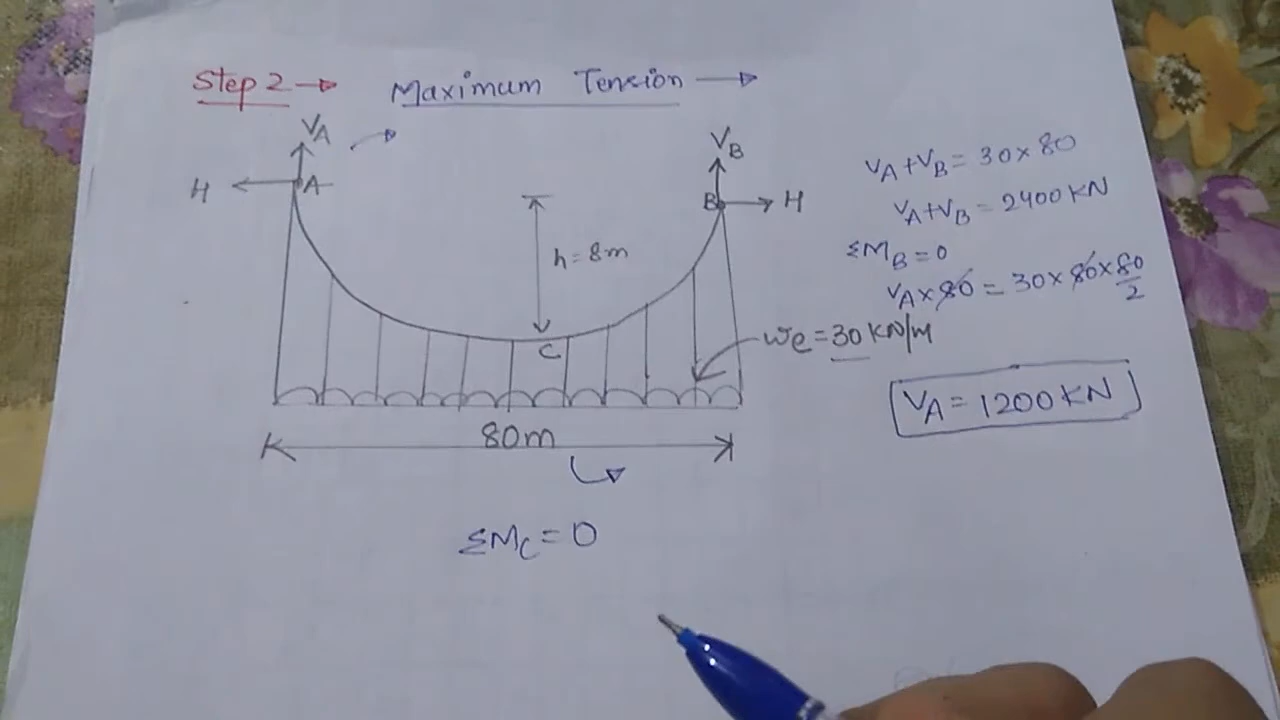 Step 2 → Maximum Tension →
VA
VB
H
A
B
H
h = 8m
C
we = 30 KN/m
80m
ΣMC = 0
VA + VB = 30 × 80
VA + VB = 2400 KN
ΣMB = 0
VA × 80 = 30 × 80 × 80/2
VA = 1200 KN